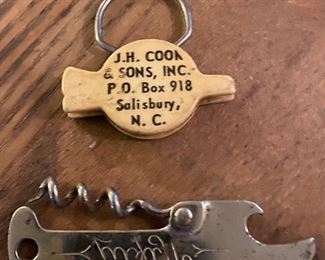 J.H. COOK
& SONS, INC.
P.O. Box 918
Salisbury,
N. C.